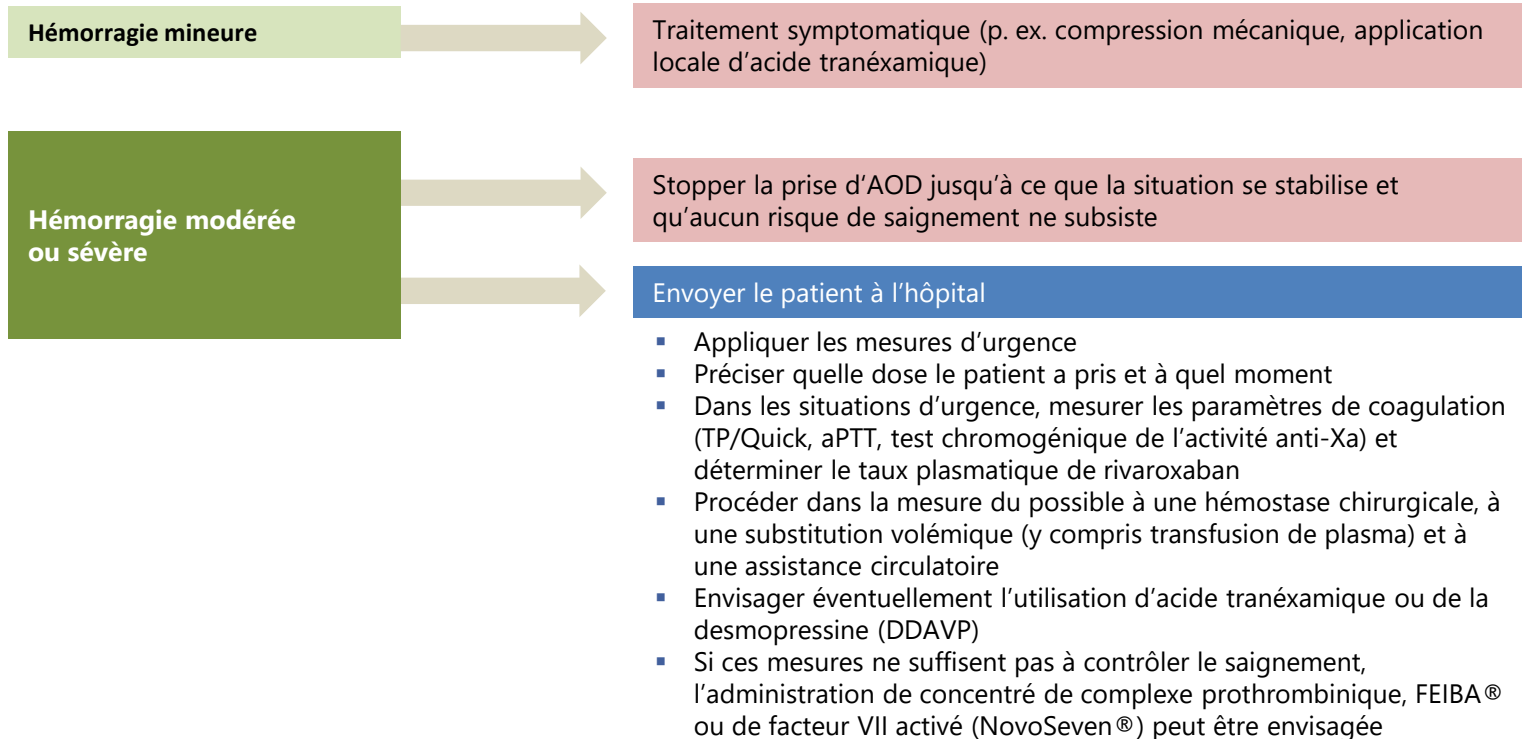 Hémorragie mineure
Traitement symptomatique (p. ex. compression mécanique, application
locale d’acide tranéxamique)
Hémorragie modérée
ou sévère
Stopper la prise d‘AOD jusqu’à ce que la situation se stabilise et
qu’aucun risque de saignement ne subsiste
Envoyer le patient à l’hôpital
▪ Appliquer les mesures d’urgence
▪ Préciser quelle dose le patient a pris et à quel moment
▪ Dans les situations d’urgence, mesurer les paramètres de coagulation
(TP/Quick, aPTT, test chromogénique de l’activité anti-Xa) et
déterminer le taux plasmatique de rivaroxaban
▪ Procéder dans la mesure du possible à une hémostase chirurgicale, à
une substitution volémique (y compris transfusion de plasma) et à
une assistance circulatoire
▪ Envisager éventuellement l’utilisation d’acide tranéxamique ou de la
desmopressine (DDAVP)
▪ Si ces mesures ne suffisent pas à contrôler le saignement,
l’administration de concentré de complexe prothrombinique, FEIBA®
ou de facteur VII activé (NovoSeven®) peut être envisagée